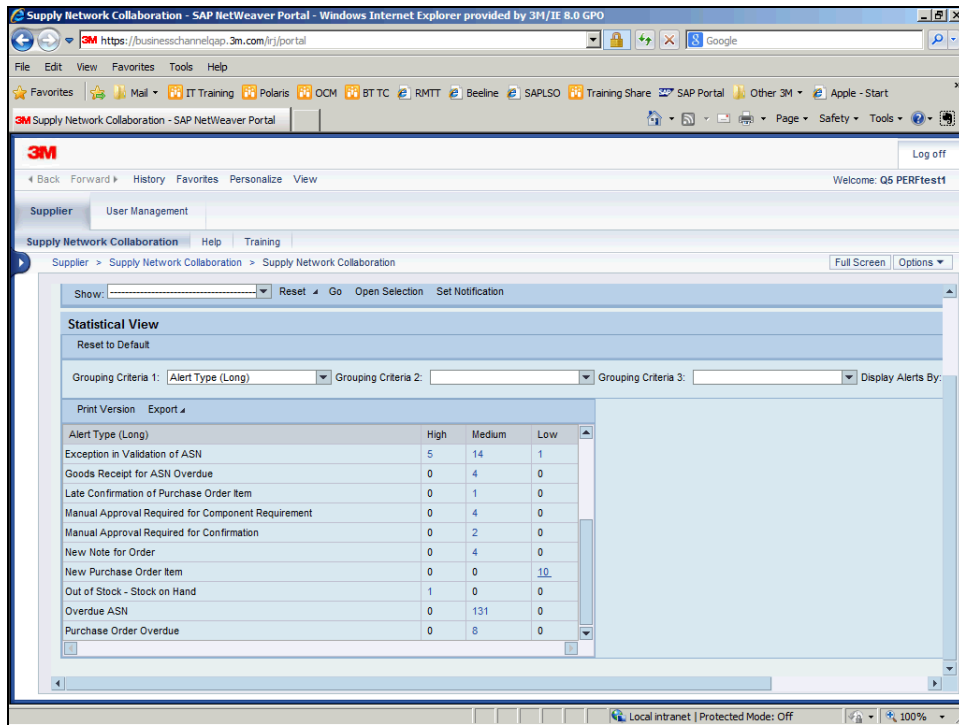 Supply Network Collaboration - SAP NetWeaver Portal - Windows Internet Explorer provided by 3M/IE 8.0 GPO
3M https://businesschannelqap.3m.com/irj/portal Google
File Edit View Favorites Tools Help
Favorites Mail IT Training Polaris OCM BT TC RMTT Beeline SAPLSO Training Share SAP Portal Other 3M Apple - Start
3M Supply Network Collaboration - SAP NetWeaver Portal Page Safety Tools
3M Log off
Back Forward History Favorites Personalize View Welcome: Q5 PERFtest1
Supplier User Management
Supply Network Collaboration Help Training
Supplier > Supply Network Collaboration > Supply Network Collaboration Full Screen Options
Show: Reset Go Open Selection Set Notification
Statistical View
Reset to Default
Grouping Criteria 1: Alert Type (Long) Grouping Criteria 2: Grouping Criteria 3: Display Alerts By:
Print Version Export
Alert Type (Long) High Medium Low
Exception in Validation of ASN 5 14 1
Goods Receipt for ASN Overdue 0 4 0
Late Confirmation of Purchase Order Item 0 1 0
Manual Approval Required for Component Requirement 0 4 0
Manual Approval Required for Confirmation 0 2 0
New Note for Order 0 4 0
New Purchase Order Item 0 0 10
Out of Stock - Stock on Hand 1 0 0
Overdue ASN 0 131 0
Purchase Order Overdue 0 8 0
Local intranet | Protected Mode: Off 100%